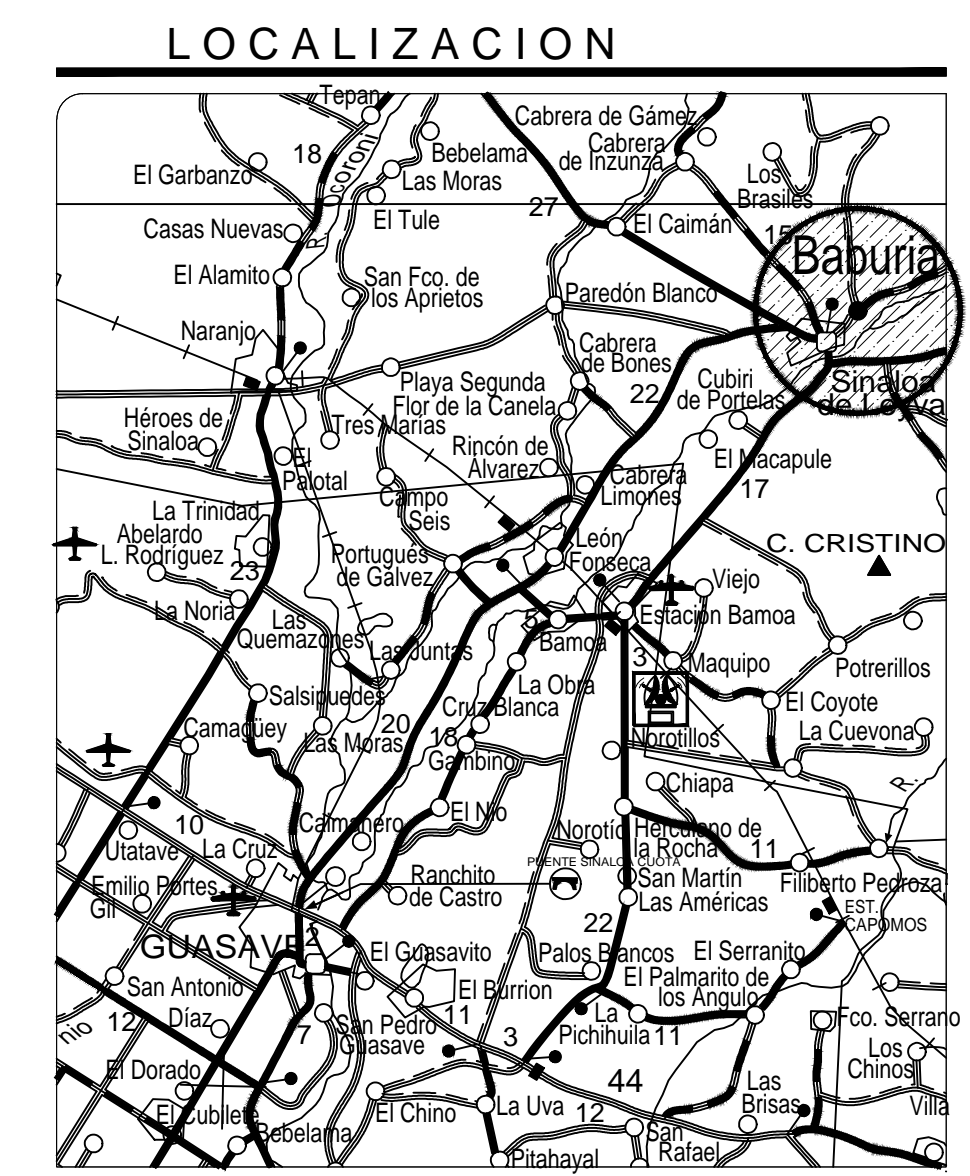 LOCALIZACION
Tepan
Cabrera de Gámez
18
R. Ocoroni
Bebelama
Cabrera
de Inzunza
El Garbanzo
Las Moras
Los
Brasiles
El Tule
27
El Caimán
Casas Nuevas
15
Baburia
El Alamito
San Fco. de
los Aprietos
Paredón Blanco
Naranjo
Cabrera
de Bones
Playa Segunda
22
Cubiri
de Portelas
Sinaloa
de Leyva
Flor de la Canela
Héroes de
Sinaloa
Tres Marias
Rincón de
Álvarez
El
Palotal
El Macapule
Cabrera
Limones
17
Campo
Seis
La Trinidad
Abelardo
L. Rodríguez
León
Fonseca
C. CRISTINO
Portugués
de Gálvez
23
Viejo
La Noria
Las
Quemazones
5
Bamoa
Estación Bamoa
Las Juntas
3
Maquipo
Potrerillos
La Obra
Salsipuedes
El Coyote
Cruz Blanca
Camagüey
20
18
Las Moras
Norotillos
La Cuevona
Gambino
Chiapa
R.
El Nio
10
Caimanero
Norotío
Herculano de
la Rocha
11
Utatave
La Cruz
PUENTE SINALOA CUOTA
Ranchito
de Castro
San Martín
Filiberto Pedroza
Emilio Portes
Gil
Las Américas
EST.
CAPOMOS
22
GUASAVE
2
El Guasavito
Palos Blancos
El Serranito
San Antonio
El Burrion
El Palmarito de
los Angulo
12
Díaz
7
San Pedro
Guasave
11
3
La
Pichihuila
11
Fco. Serrano
nio
Los
Chinos
El Dorado
44
Las
Brisas
El Cubilete
El Chino
La Uva
12
Villa
Bebelama
San
Rafael
Pitahayal